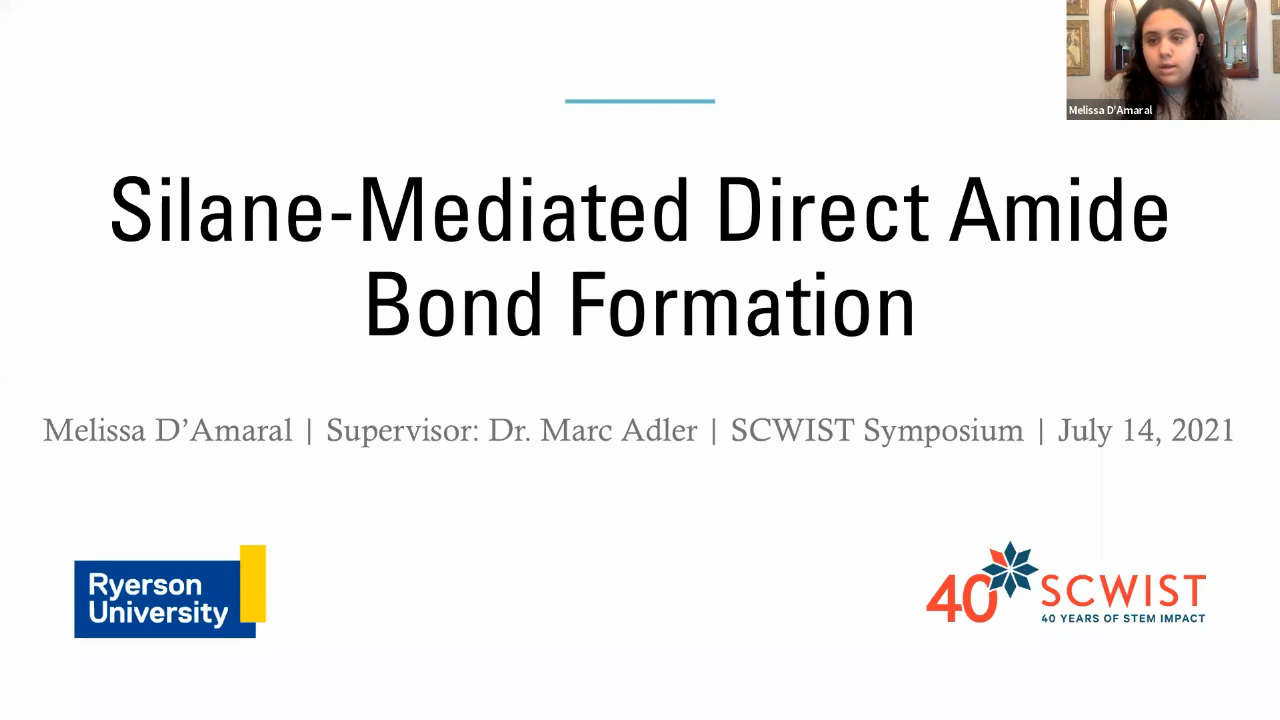 Melissa D'Amaral
Silane-Mediated Direct Amide
Bond Formation
Melissa D’Amaral | Supervisor: Dr. Marc Adler | SCWIST Symposium | July 14, 2021
Ryerson
University
40 SCWIST
40 YEARS OF STEM IMPACT